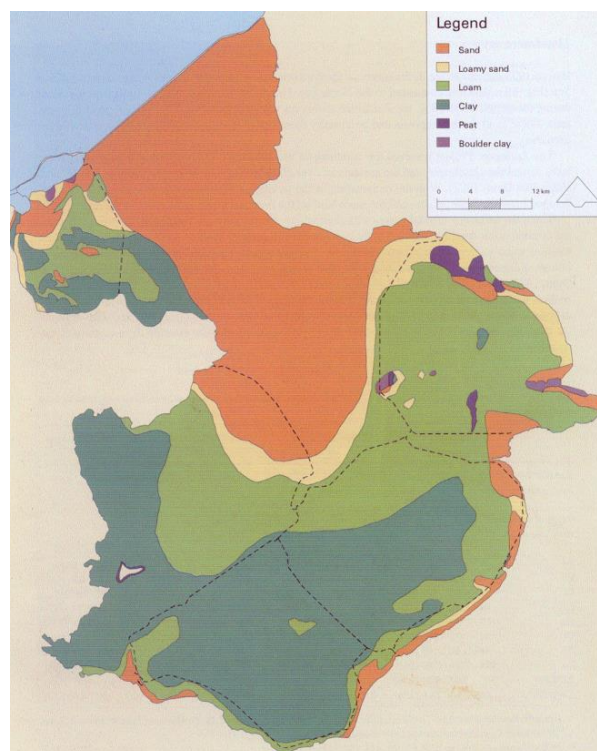 Legend
Sand
Loamy sand
Loam
Clay
Peat
Boulder clay
0 4 8 12 km